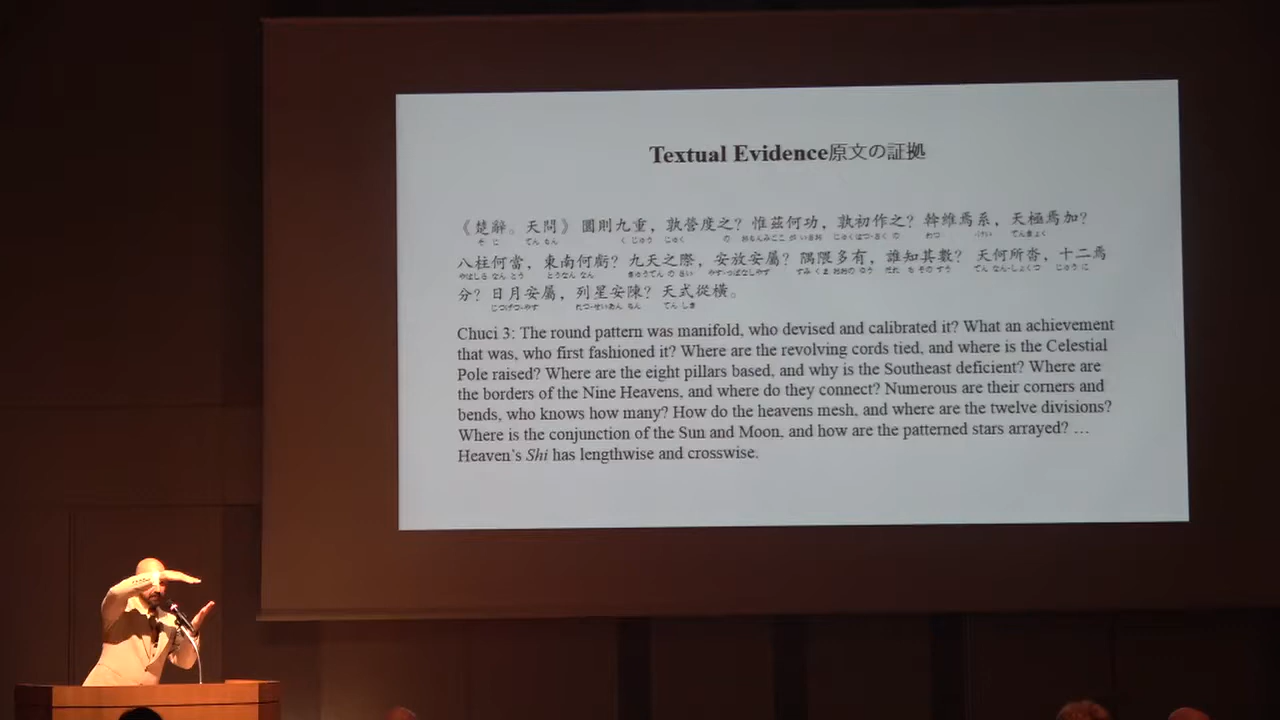 Textual Evidence原文の証拠
《楚辭。天問》圜則九重，孰營度之？惟茲何功，孰初作之？斡維焉系，天極焉加？
八柱何當，東南何虧？九天之際，安放安屬？隅隈多有，誰知其數？天何所沓，十二焉
分？日月安屬，列星安陳？天式從橫。
Chuci 3: The round pattern was manifold, who devised and calibrated it? What an achievement
that was, who first fashioned it? Where are the revolving cords tied, and where is the Celestial
Pole raised? Where are the eight pillars based, and why is the Southeast deficient? Where are
the borders of the Nine Heavens, and where do they connect? Numerous are their corners and
bends, who knows how many? How do the heavens mesh, and where are the twelve divisions?
Where is the conjunction of the Sun and Moon, and how are the patterned stars arrayed? …
Heaven's Shi has lengthwise and crosswise.